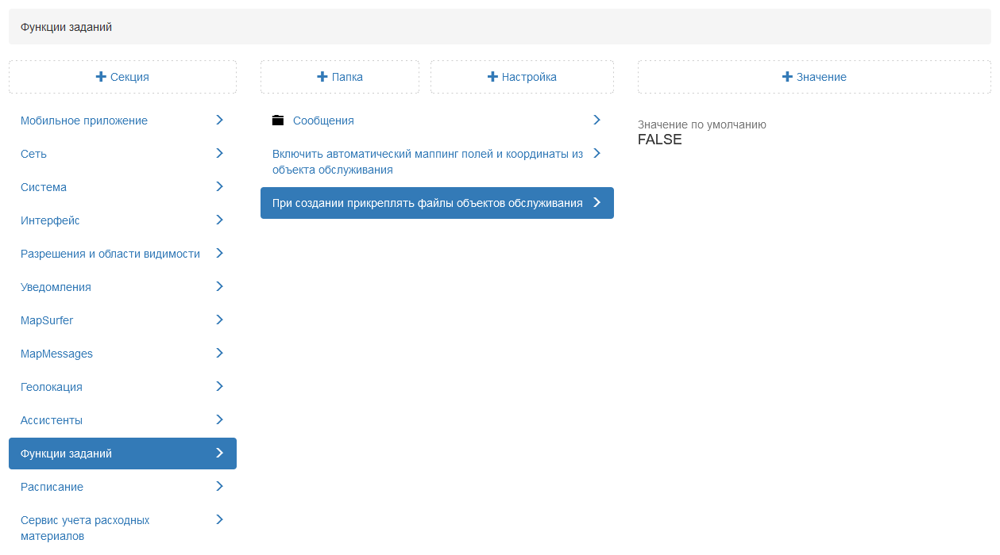 Функции заданий
Секция
Папка
Настройка
Значение
Мобильное приложение
Сеть
Система
Интерфейс
Разрешения и области видимости
Уведомления
MapSurfer
MapMessages
Геолокация
Ассистенты
Функции заданий
Расписание
Сервис учета расходных
материалов
Сообщения
Включить автоматический маппинг полей и координаты из
объекта обслуживания
При создании прикреплять файлы объектов обслуживания
Значение по умолчанию
FALSE